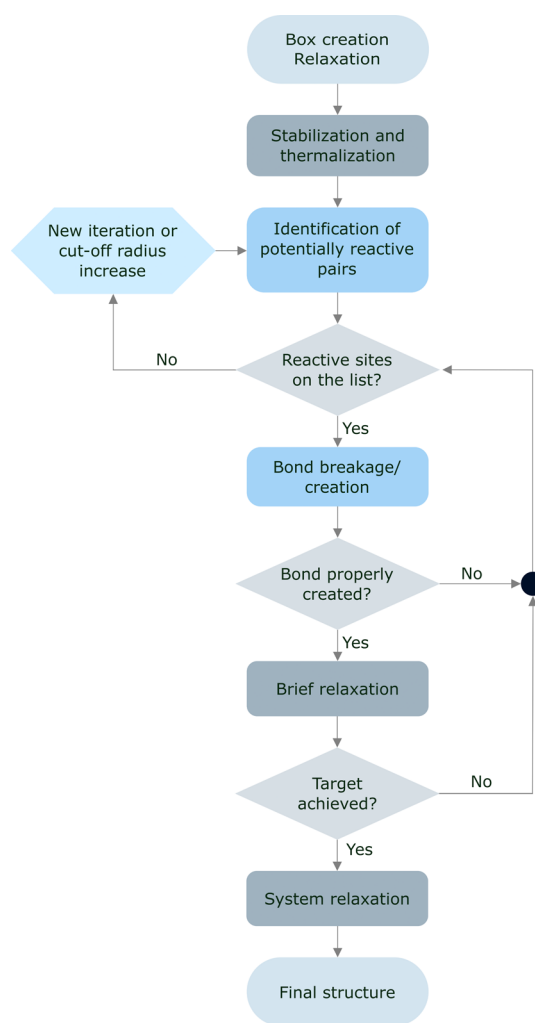 Box creation
Relaxation
Stabilization and
thermalization
New iteration or
cut-off radius
increase
Identification of
potentially reactive
pairs
No
Reactive sites
on the list?
Yes
Bond breakage/
creation
Bond properly
created?
No
Yes
Brief relaxation
Target
achieved?
No
Yes
System relaxation
Final structure